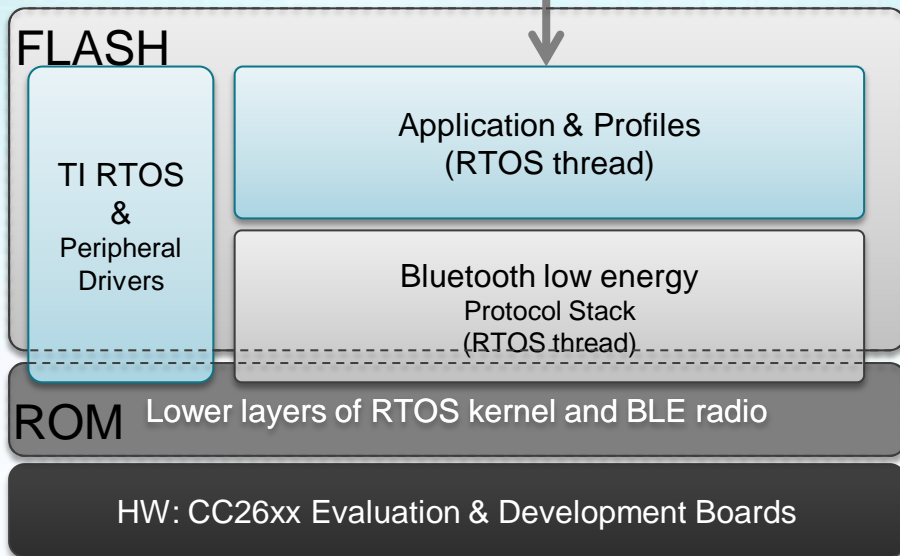 FLASH
TI RTOS
&
Peripheral
Drivers
Application & Profiles
(RTOS thread)
Bluetooth low energy
Protocol Stack
(RTOS thread)
ROM
Lower layers of RTOS kernel and BLE radio
HW: CC26xx Evaluation & Development Boards